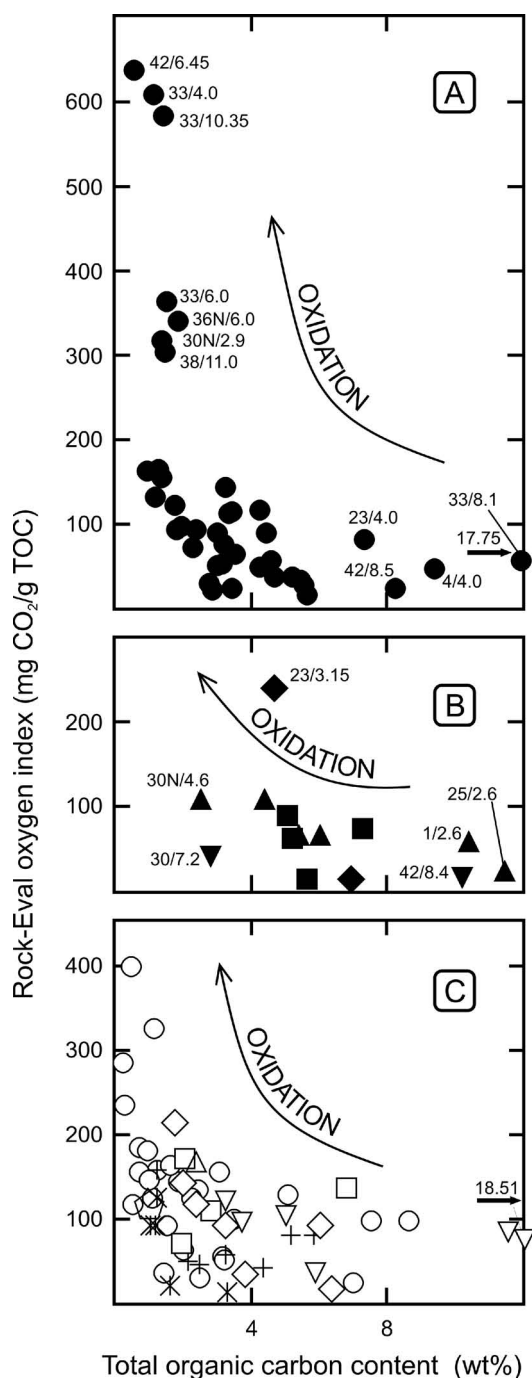 Rock-Eval oxygen index (mg CO₂/g TOC)
A
600
500
400
300
200
100
0
42/6.45
33/4.0
33/10.35
33/6.0
36N/6.0
30N/2.9
38/11.0
OXIDATION
33/8.1
23/4.0
17.75
42/8.5
4/4.0
B
200
100
23/3.15
OXIDATION
30N/4.6
25/2.6
1/2.6
30/7.2
42/8.4
C
400
300
200
100
0
OXIDATION
18.51
4
8
Total organic carbon content (wt%)